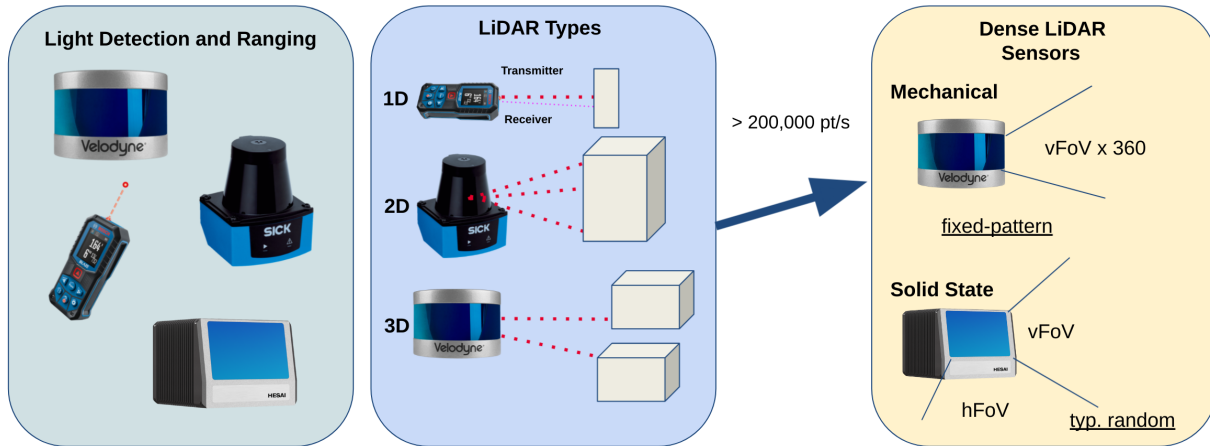 Light Detection and Ranging
Velodyne
SICK
HESAI
LiDAR Types
Transmitter
1D
Receiver
2D
SICK
3D
Velodyne
> 200,000 pt/s
Dense LiDAR
Sensors
Mechanical
vFoV x 360
Velodyne
fixed-pattern
Solid State
vFoV
HESAI
hFoV
typ. random